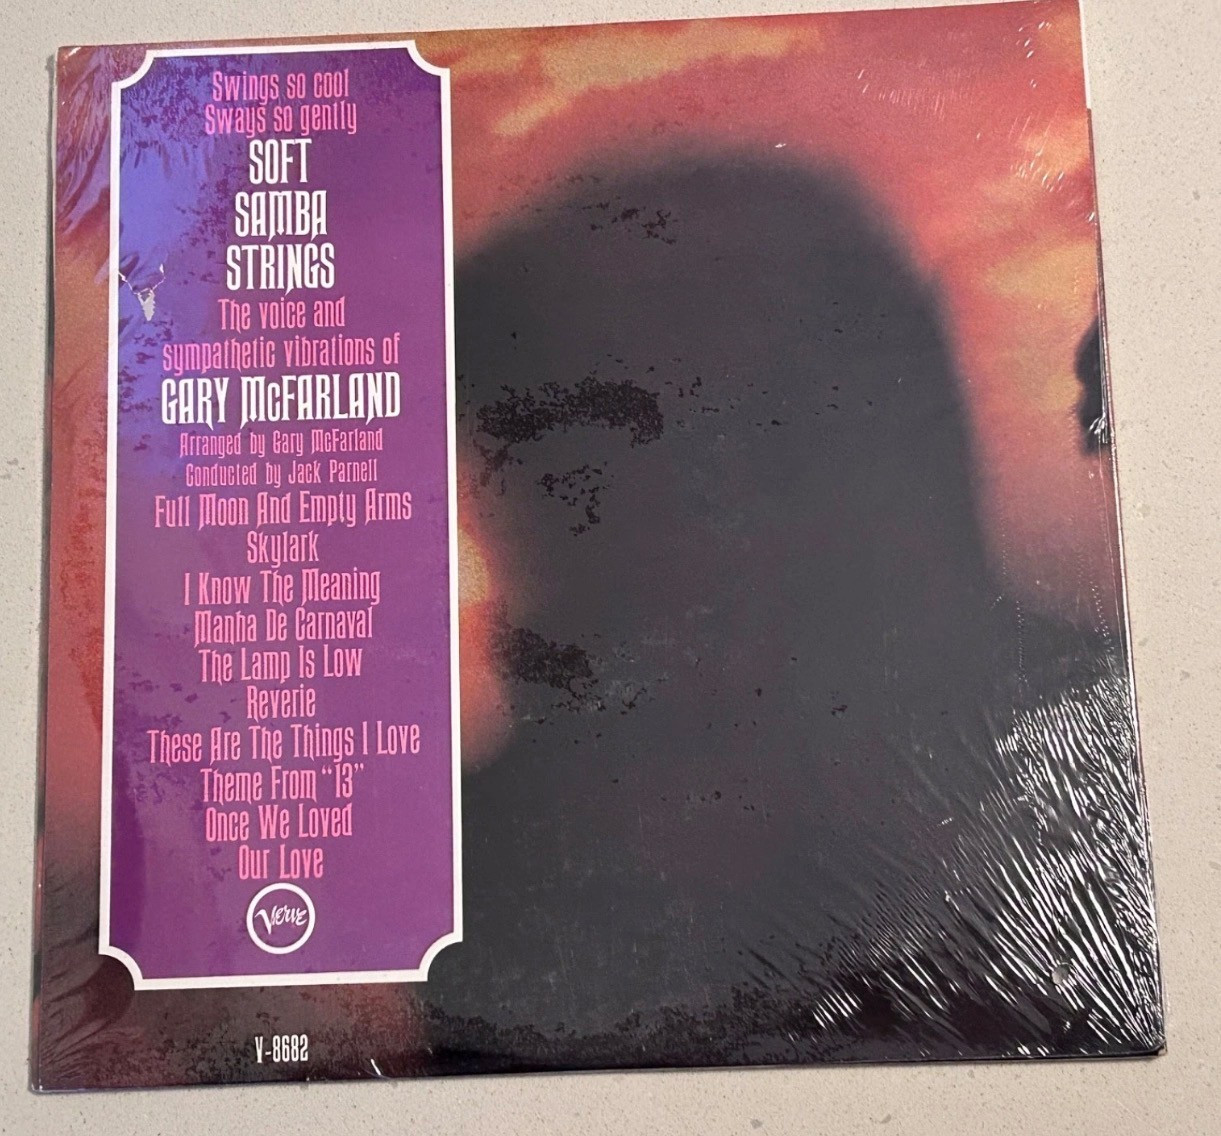 Swings so cool
Sways so gently
SOFT
SAMBA
STRINGS
The voice and
sympathetic vibrations of
GARY McFARLAND
Arranged by Gary McFarland
Conducted by Jack Parnell
Full Moon And Empty Arms
Skylark
I Know The Meaning
Manha De Carnaval
The Lamp Is Low
Reverie
These Are The Things I Love
Theme From “13”
Once We Loved
Our Love
Verve
V-8682